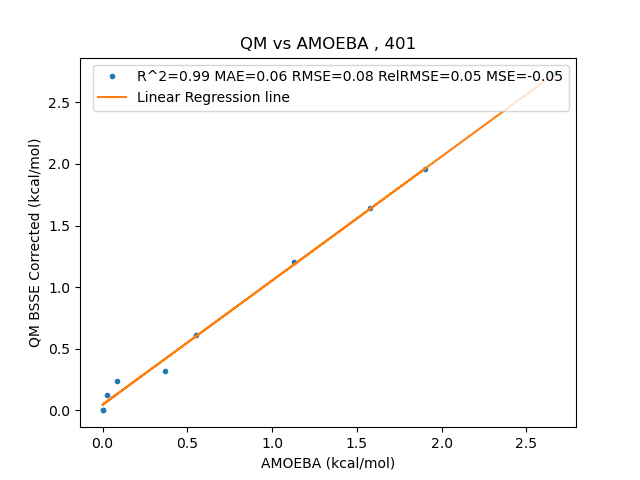 QM vs AMOEBA , 401
R^2=0.99 MAE=0.06 RMSE=0.08 RelRMSE=0.05 MSE=-0.05
Linear Regression line
QM BSSE Corrected (kcal/mol)
2.5
2.0
1.5
1.0
0.5
0.0
0.0 0.5 1.0 1.5 2.0 2.5
AMOEBA (kcal/mol)